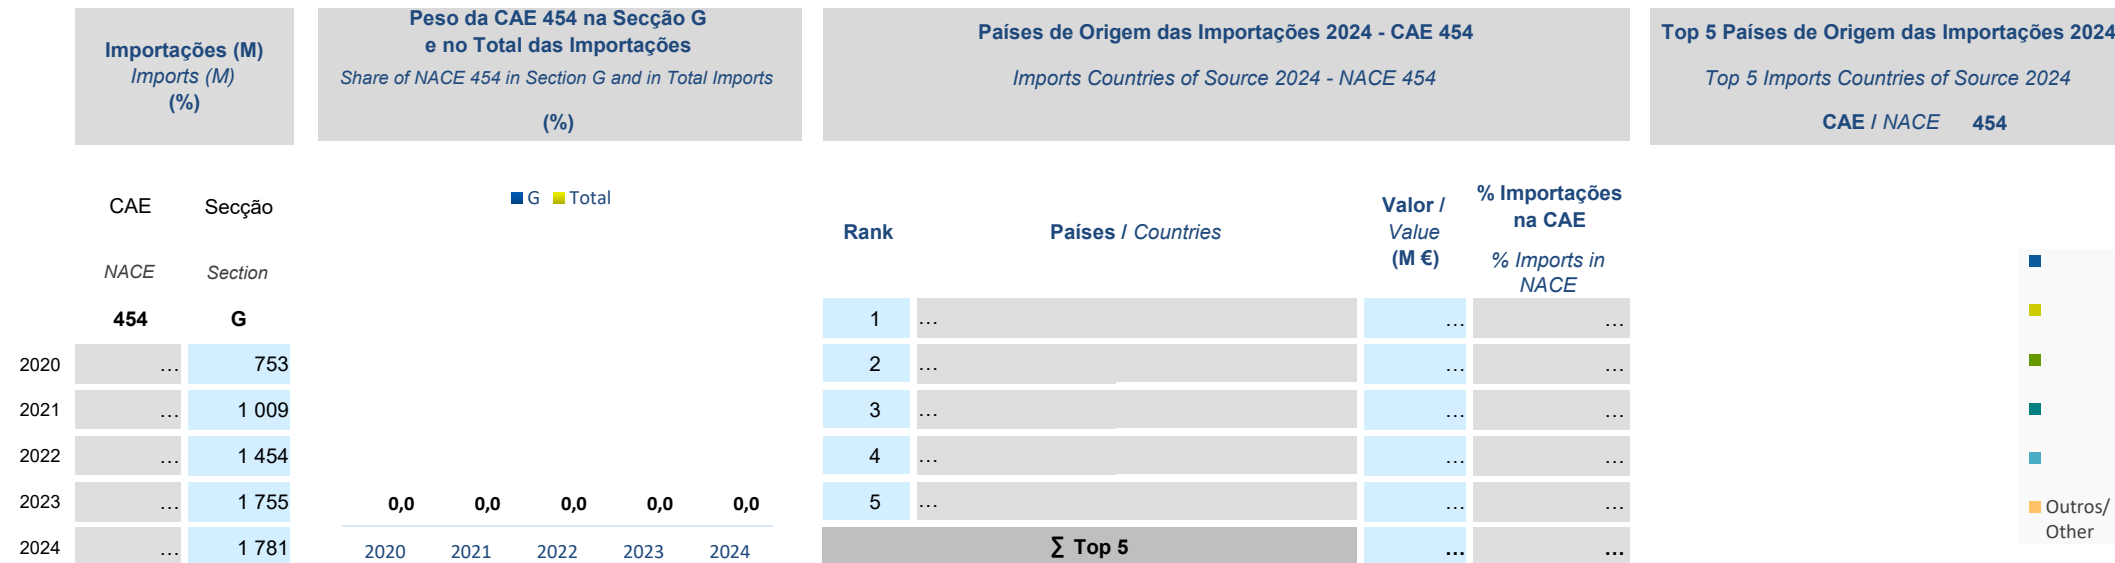 Importações (M)
Imports (M)
(%)
Peso da CAE 454 na Secção G
e no Total das Importações
Share of NACE 454 in Section G and in Total Imports
(%)
Países de Origem das Importações 2024 - CAE 454
Imports Countries of Source 2024 - NACE 454
Top 5 Países de Origem das Importações 2024
Top 5 Imports Countries of Source 2024
CAE / NACE 454
CAE Secção
NACE Section
454 G
2020 … 753
2021 … 1 009
2022 … 1 454
2023 … 1 755
2024 … 1 781
G Total
0,0 0,0 0,0 0,0 0,0
2020 2021 2022 2023 2024
Rank
Países / Countries
Valor /
Value
(M €)
% Importações
na CAE
% Imports in
NACE
1 … … …
2 … … …
3 … … …
4 … … …
5 … … …
∑ Top 5 … …
Outros/
Other